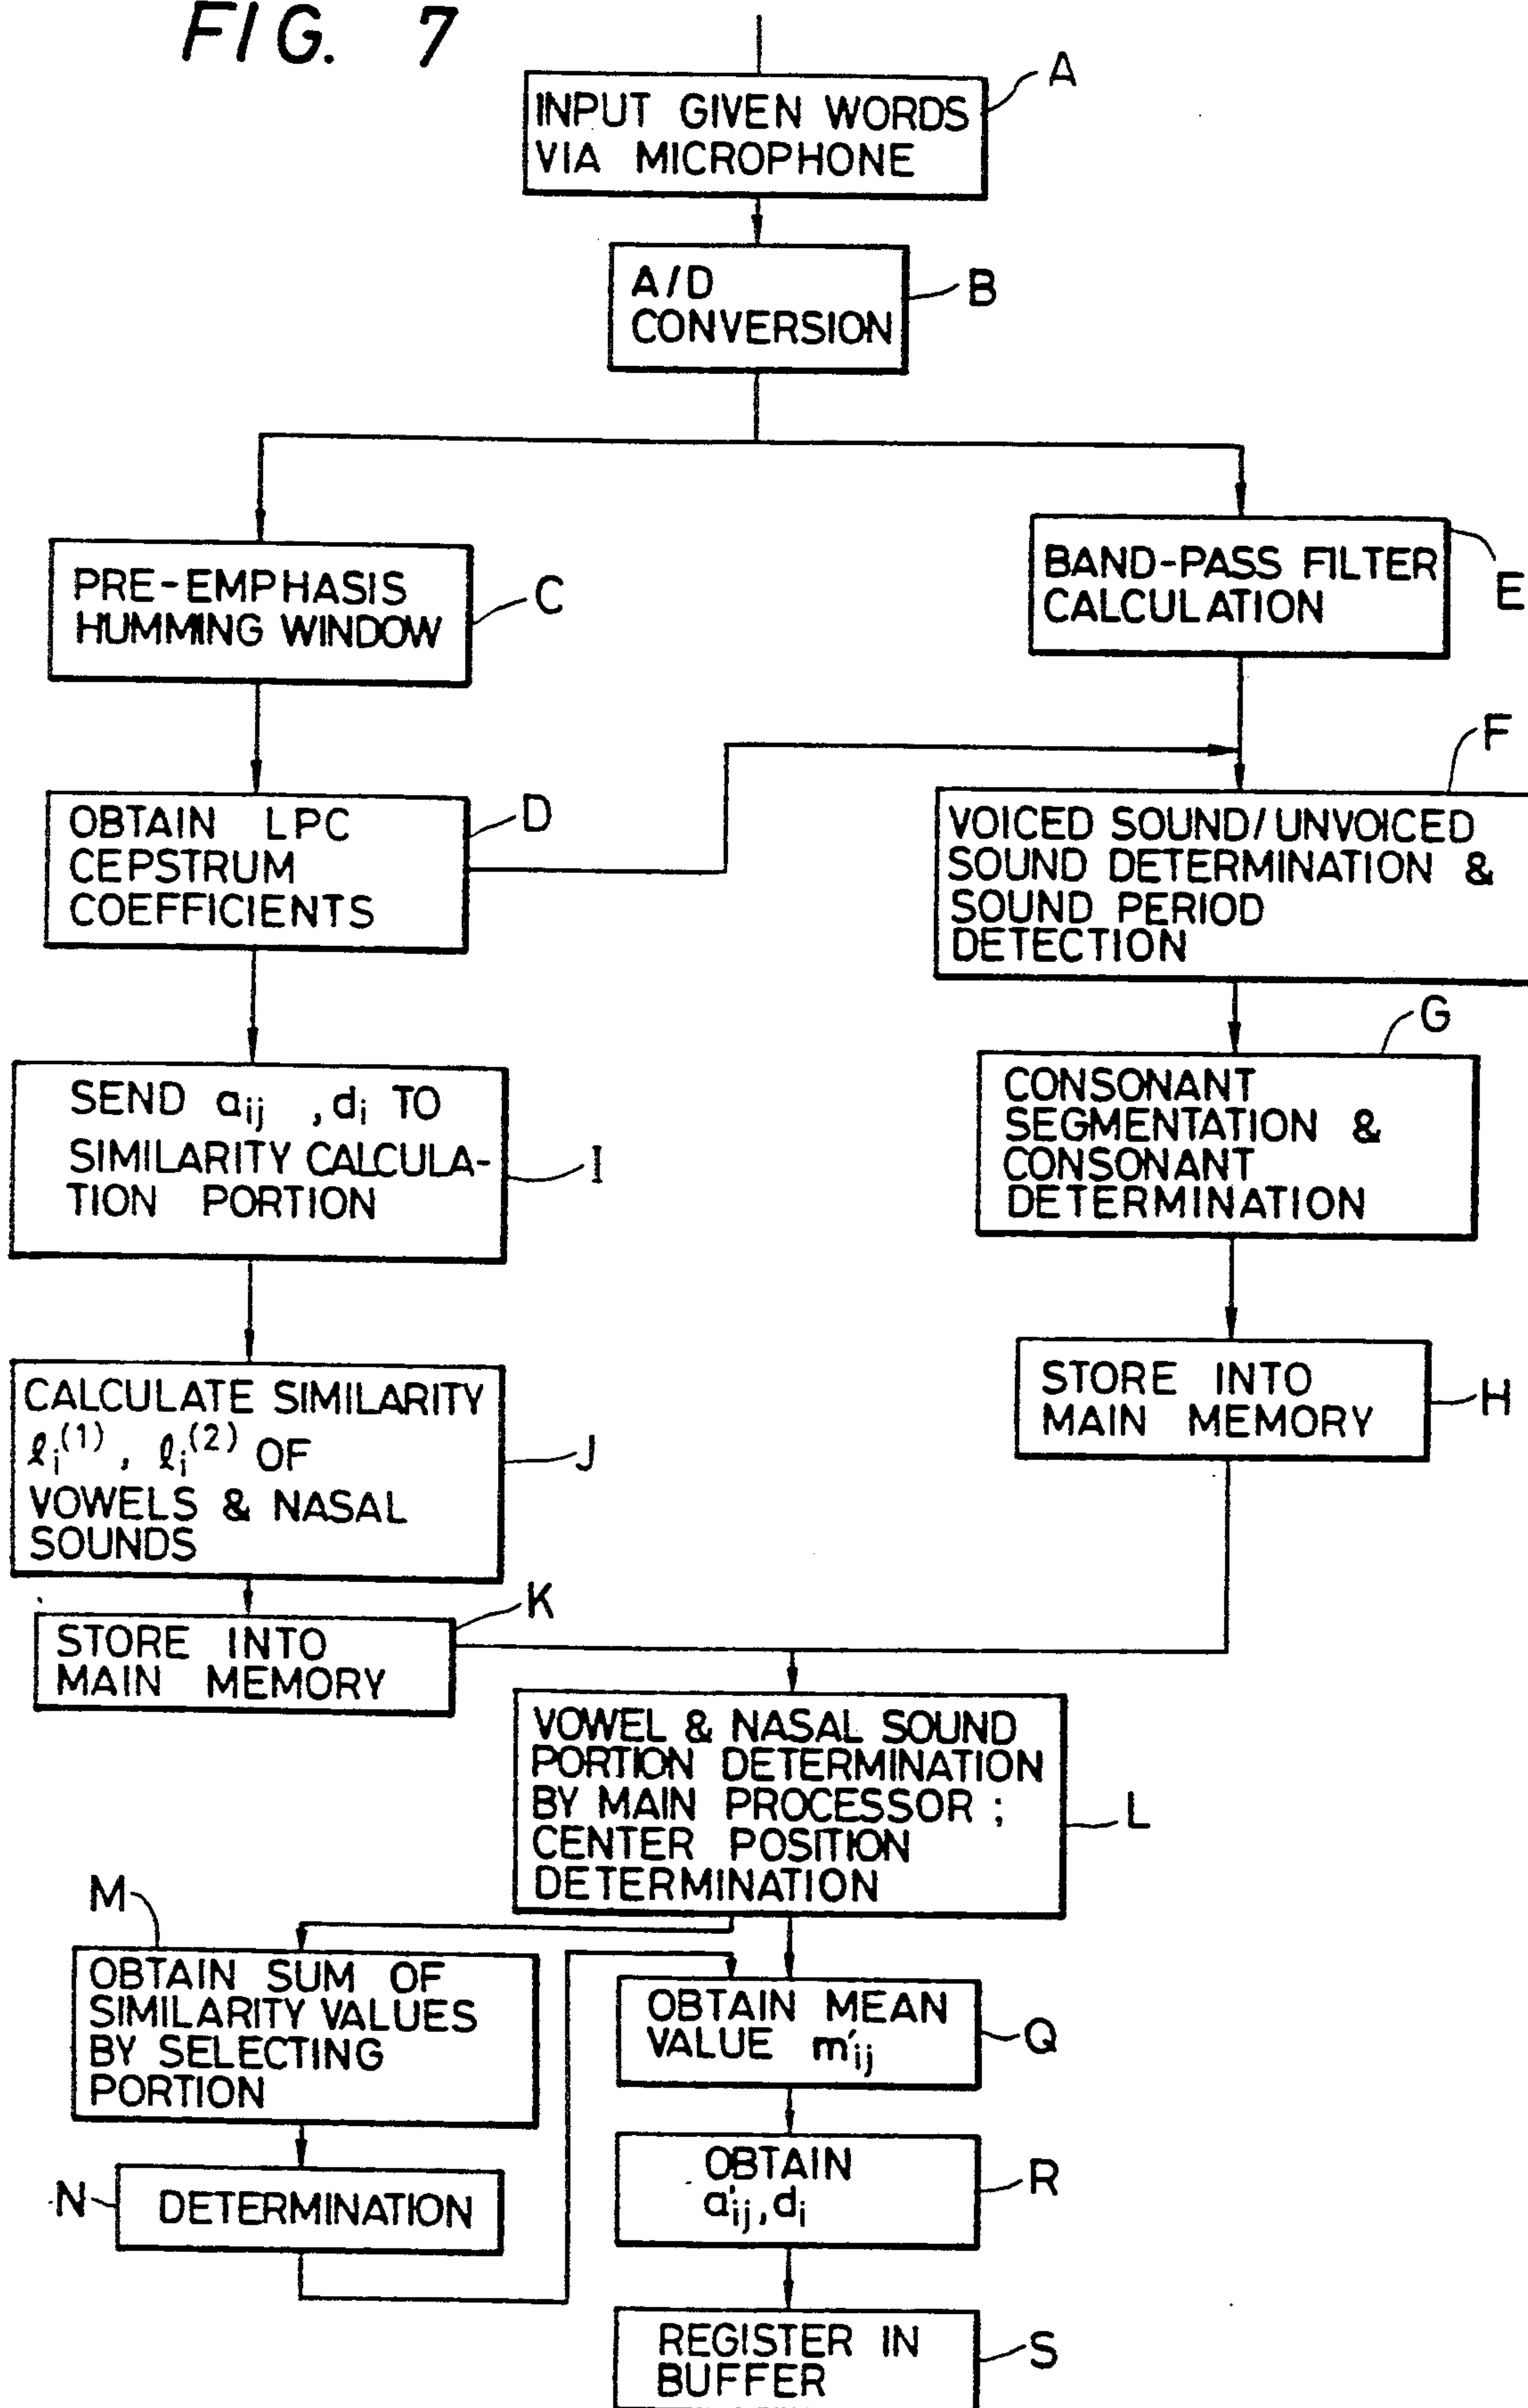 FIG. 7
INPUT GIVEN WORDS
VIA MICROPHONE
A
A/D
CONVERSION
B
PRE-EMPHASIS
HUMMING WINDOW
C
BAND-PASS FILTER
CALCULATION
E
OBTAIN LPC
CEPSTRUM
COEFFICIENTS
D
VOICED SOUND/UNVOICED
SOUND DETERMINATION &
SOUND PERIOD
DETECTION
F
SEND aij , di TO
SIMILARITY CALCULA-
TION PORTION
I
CONSONANT
SEGMENTATION &
CONSONANT
DETERMINATION
G
CALCULATE SIMILARITY
ℓi(1), ℓi(2) OF
VOWELS & NASAL
SOUNDS
J
STORE INTO
MAIN MEMORY
H
STORE INTO
MAIN MEMORY
K
VOWEL & NASAL SOUND
PORTION DETERMINATION
BY MAIN PROCESSOR ;
CENTER POSITION
DETERMINATION
L
M
OBTAIN SUM OF
SIMILARITY VALUES
BY SELECTING
PORTION
OBTAIN MEAN
VALUE m'ij
Q
N
DETERMINATION
OBTAIN
a'ij, di
R
REGISTER IN
BUFFER
S